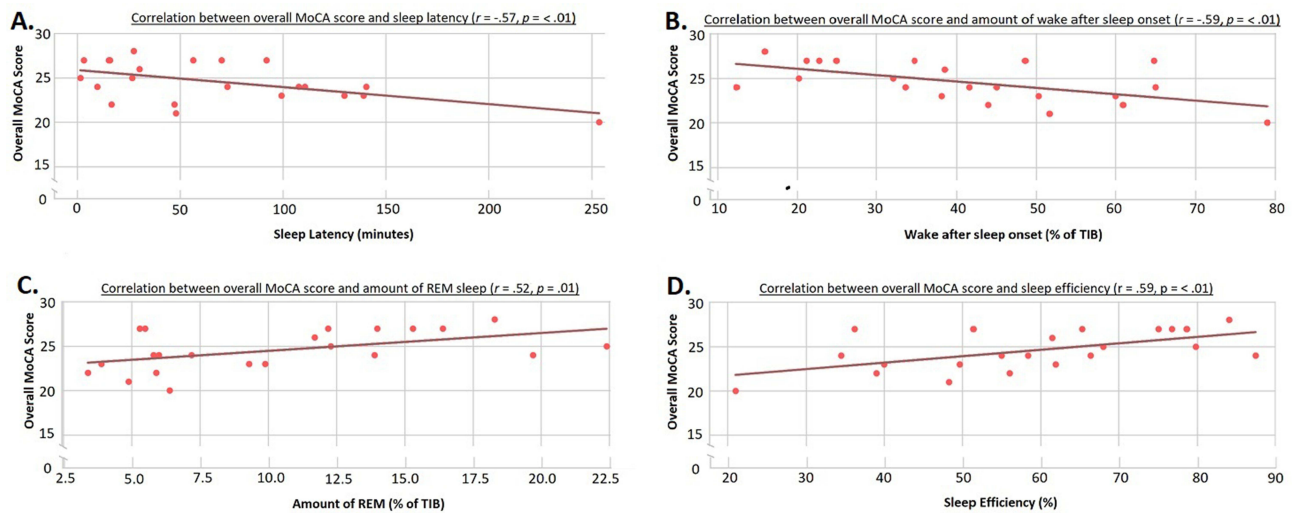 A.
Correlation between overall MoCA score and sleep latency (r = -.57, p = < .01)
Overall MoCA Score
30
25
20
15
0
0 50 100 150 200 250
Sleep Latency (minutes)
B.
Correlation between overall MoCA score and amount of wake after sleep onset (r = -.59, p = < .01)
Overall MoCA Score
30
25
20
15
0
10 20 30 40 50 60 70 80
Wake after sleep onset (% of TIB)
C.
Correlation between overall MoCA score and amount of REM sleep (r = .52, p = .01)
Overall MoCA Score
30
25
20
15
0
2.5 5.0 7.5 10.0 12.5 15.0 17.5 20.0 22.5
Amount of REM (% of TIB)
D.
Correlation between overall MoCA score and sleep efficiency (r = .59, p = < .01)
Overall MoCA Score
30
25
20
15
0
20 30 40 50 60 70 80 90
Sleep Efficiency (%)